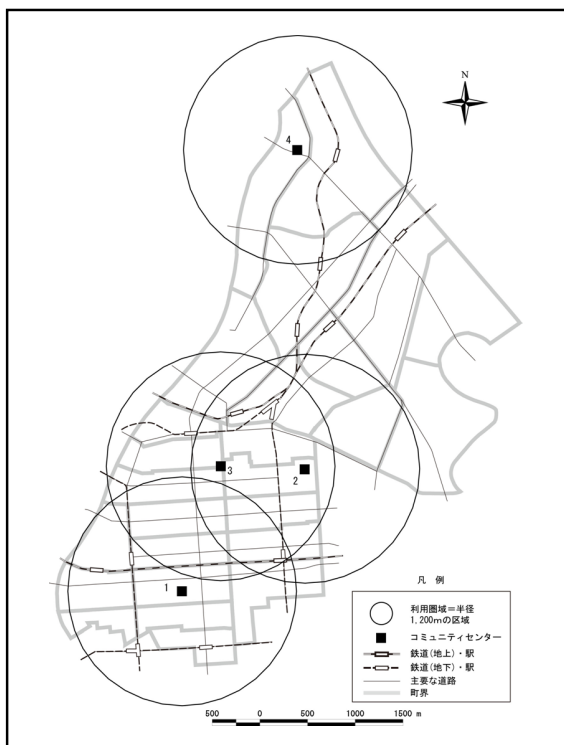 N
4
3
2
1
凡 例
利用圏域＝半径
1,200mの区域
コミュニティセンター
鉄道(地上)・駅
鉄道(地下)・駅
主要な道路
町界
500 0 500 1000 1500 m